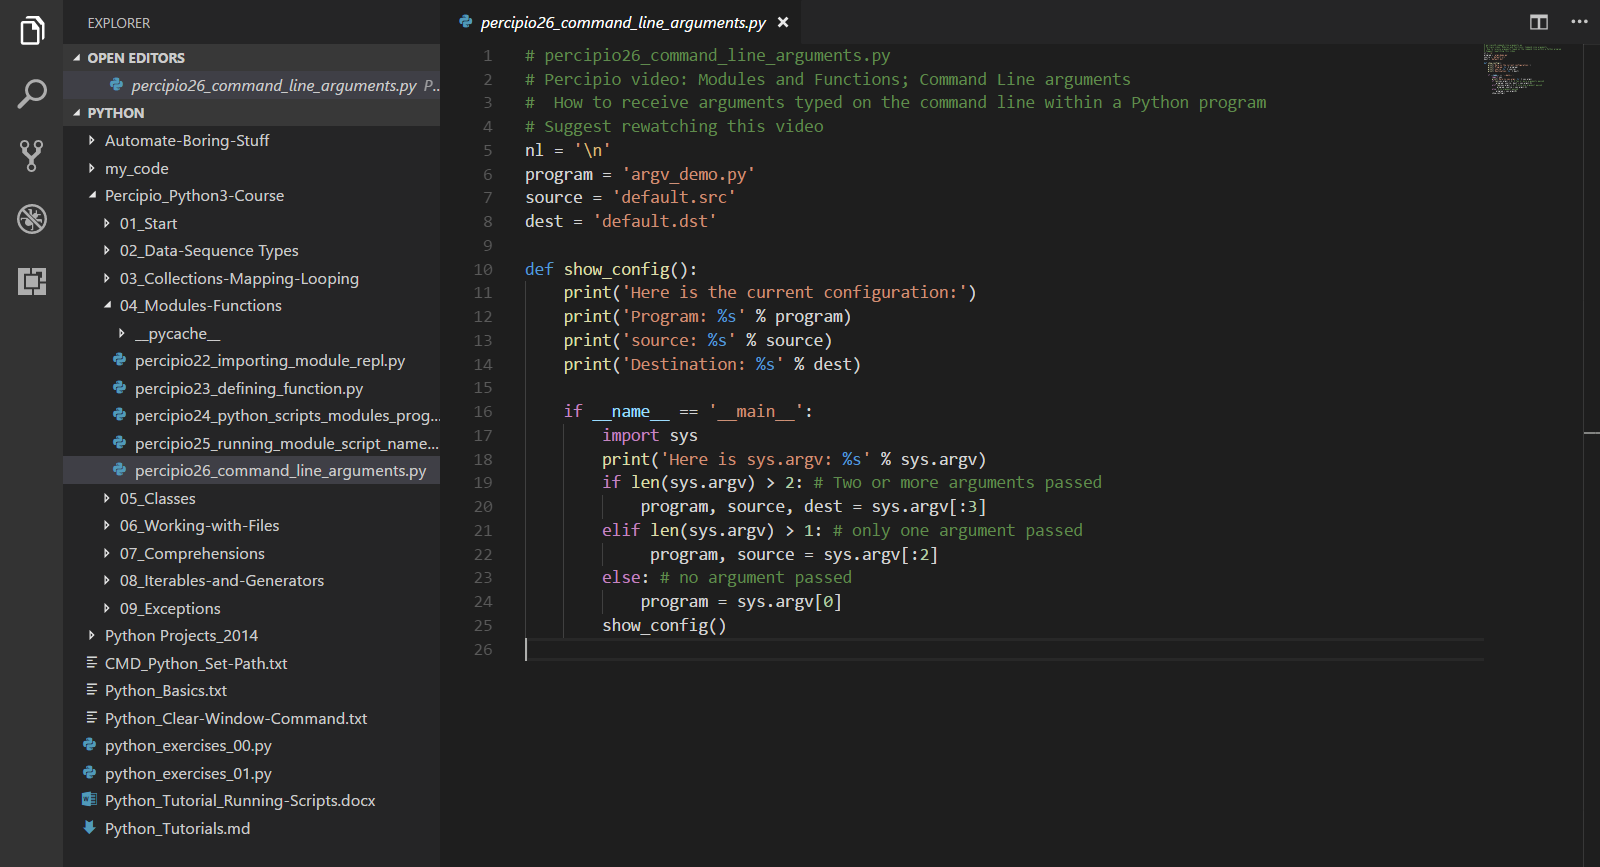 EXPLORER
OPEN EDITORS
percipio26_command_line_arguments.py P...
PYTHON
Automate-Boring-Stuff
my_code
Percipio_Python3-Course
01_Start
02_Data-Sequence Types
03_Collections-Mapping-Looping
04_Modules-Functions
__pycache__
percipio22_importing_module_repl.py
percipio23_defining_function.py
percipio24_python_scripts_modules_prog...
percipio25_running_module_script_name...
percipio26_command_line_arguments.py
05_Classes
06_Working-with-Files
07_Comprehensions
08_Iterables-and-Generators
09_Exceptions
Python Projects_2014
CMD_Python_Set-Path.txt
Python_Basics.txt
Python_Clear-Window-Command.txt
python_exercises_00.py
python_exercises_01.py
Python_Tutorial_Running-Scripts.docx
Python_Tutorials.md
percipio26_command_line_arguments.py
1 # percipio26_command_line_arguments.py
2 # Percipio video: Modules and Functions; Command Line arguments
3 #  How to receive arguments typed on the command line within a Python program
4 # Suggest rewatching this video
5 nl = '\n'
6 program = 'argv_demo.py'
7 source = 'default.src'
8 dest = 'default.dst'
9
10 def show_config():
11     print('Here is the current configuration:')
12     print('Program: %s' % program)
13     print('source: %s' % source)
14     print('Destination: %s' % dest)
15
16     if __name__ == '__main__':
17         import sys
18         print('Here is sys.argv: %s' % sys.argv)
19         if len(sys.argv) > 2: # Two or more arguments passed
20             program, source, dest = sys.argv[:3]
21         elif len(sys.argv) > 1: # only one argument passed
22              program, source = sys.argv[:2]
23         else: # no argument passed
24             program = sys.argv[0]
25         show_config()
26